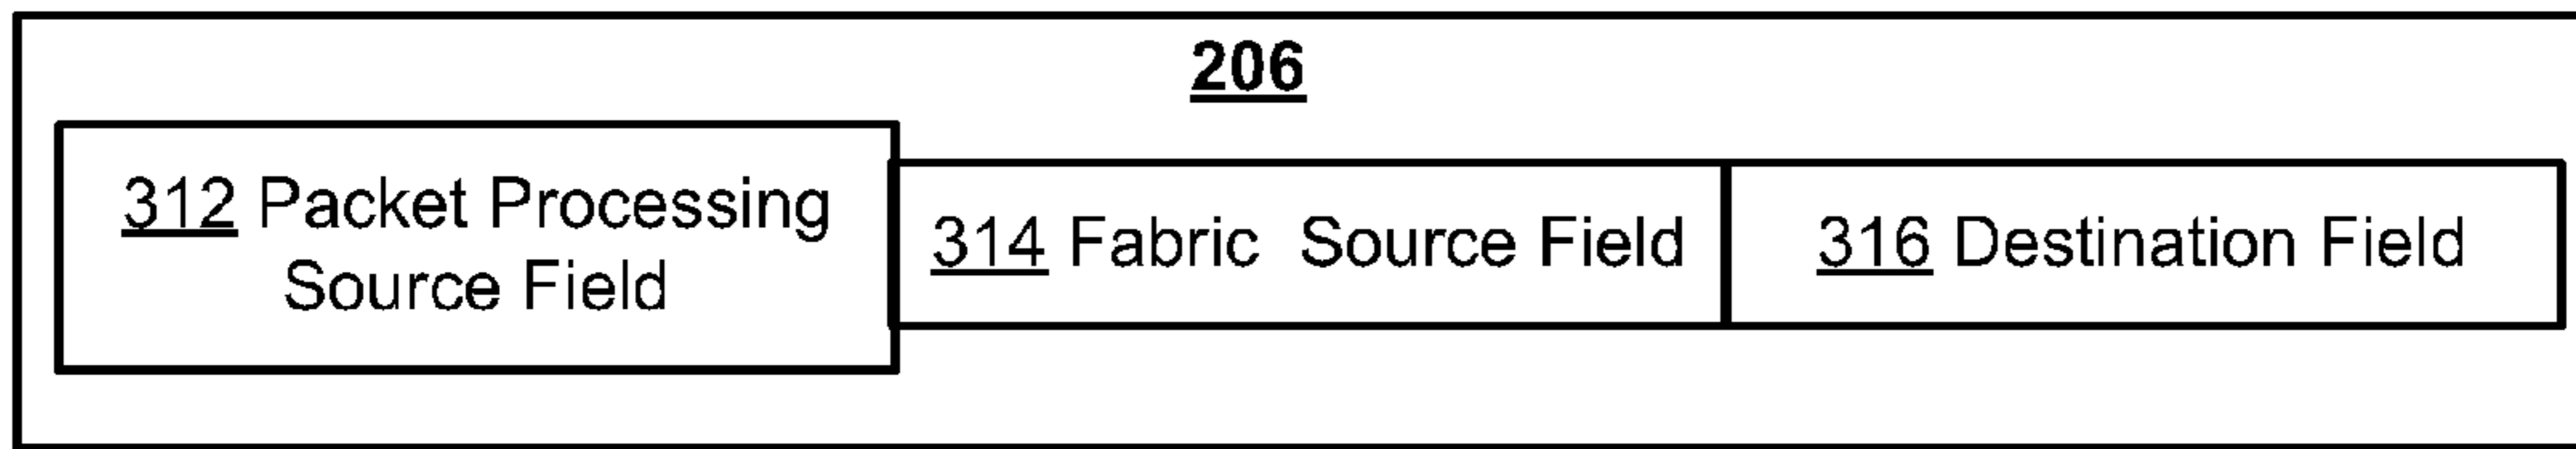 206
312 Packet Processing
Source Field
314 Fabric Source Field
316 Destination Field